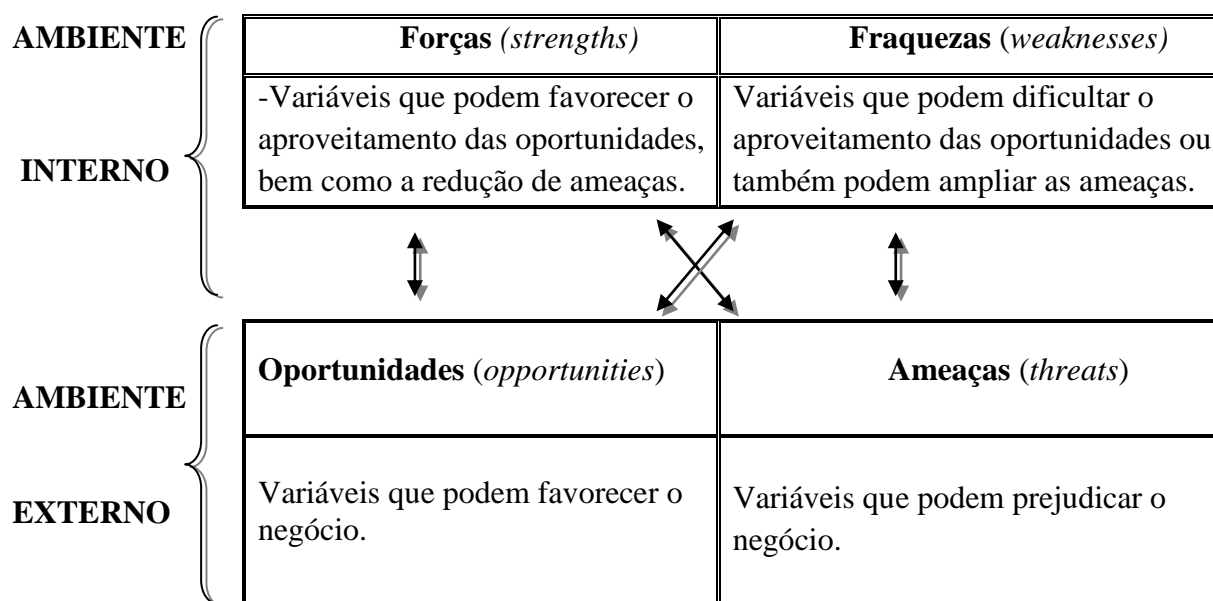 AMBIENTE
Forças (strengths)
Fraquezas (weaknesses)
INTERNO
-Variáveis que podem favorecer o
aproveitamento das oportunidades,
bem como a redução de ameaças.
Variáveis que podem dificultar o
aproveitamento das oportunidades ou
também podem ampliar as ameaças.
AMBIENTE
Oportunidades (opportunities)
Ameaças (threats)
EXTERNO
Variáveis que podem favorecer o
negócio.
Variáveis que podem prejudicar o
negócio.